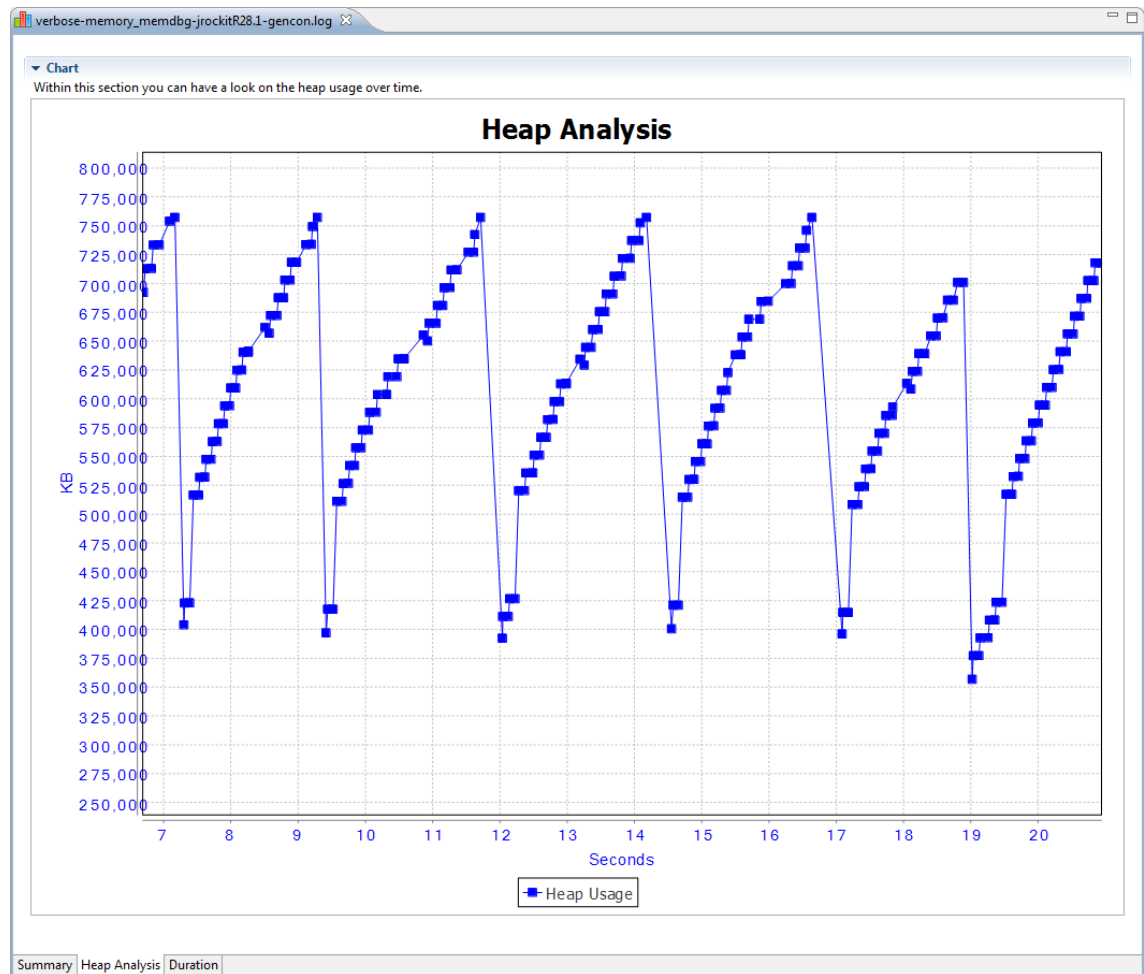 verbose-memory_memdbg-jrockitR28.1-gencon.log
Chart
Within this section you can have a look on the heap usage over time.
Heap Analysis
800,000
775,000
750,000
725,000
700,000
675,000
650,000
625,000
600,000
575,000
550,000
525,000
500,000
475,000
450,000
425,000
400,000
375,000
350,000
325,000
300,000
275,000
250,000
KB
7 8 9 10 11 12 13 14 15 16 17 18 19 20
Seconds
Heap Usage
Summary Heap Analysis Duration